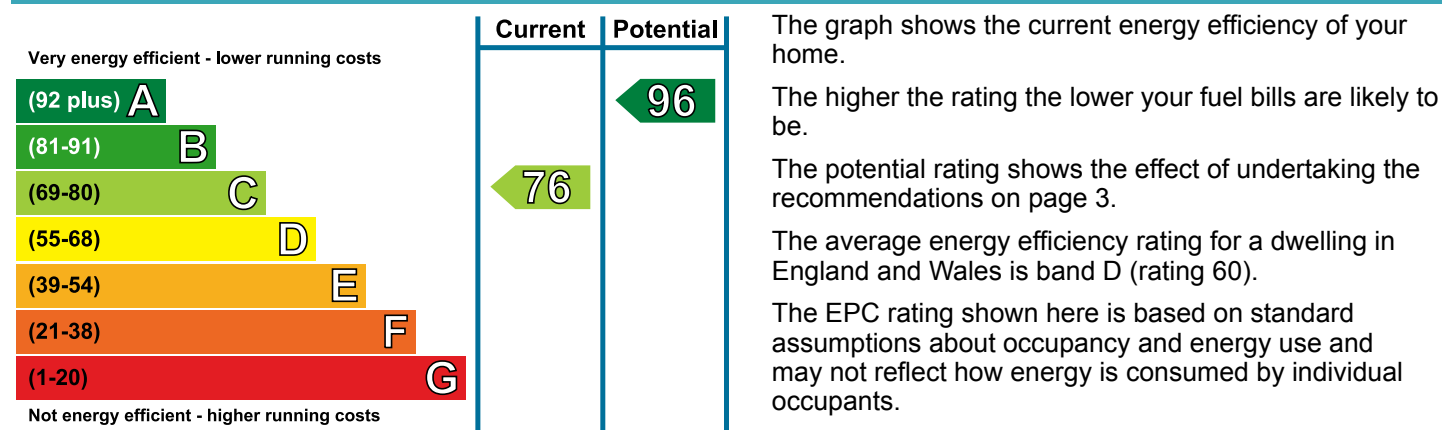 Current Potential
Very energy efficient - lower running costs
(92 plus) A
96
(81-91) B
(69-80) C
76
(55-68) D
(39-54) E
(21-38) F
(1-20) G
Not energy efficient - higher running costs
The graph shows the current energy efficiency of your
home.
The higher the rating the lower your fuel bills are likely to
be.
The potential rating shows the effect of undertaking the
recommendations on page 3.
The average energy efficiency rating for a dwelling in
England and Wales is band D (rating 60).
The EPC rating shown here is based on standard
assumptions about occupancy and energy use and
may not reflect how energy is consumed by individual
occupants.